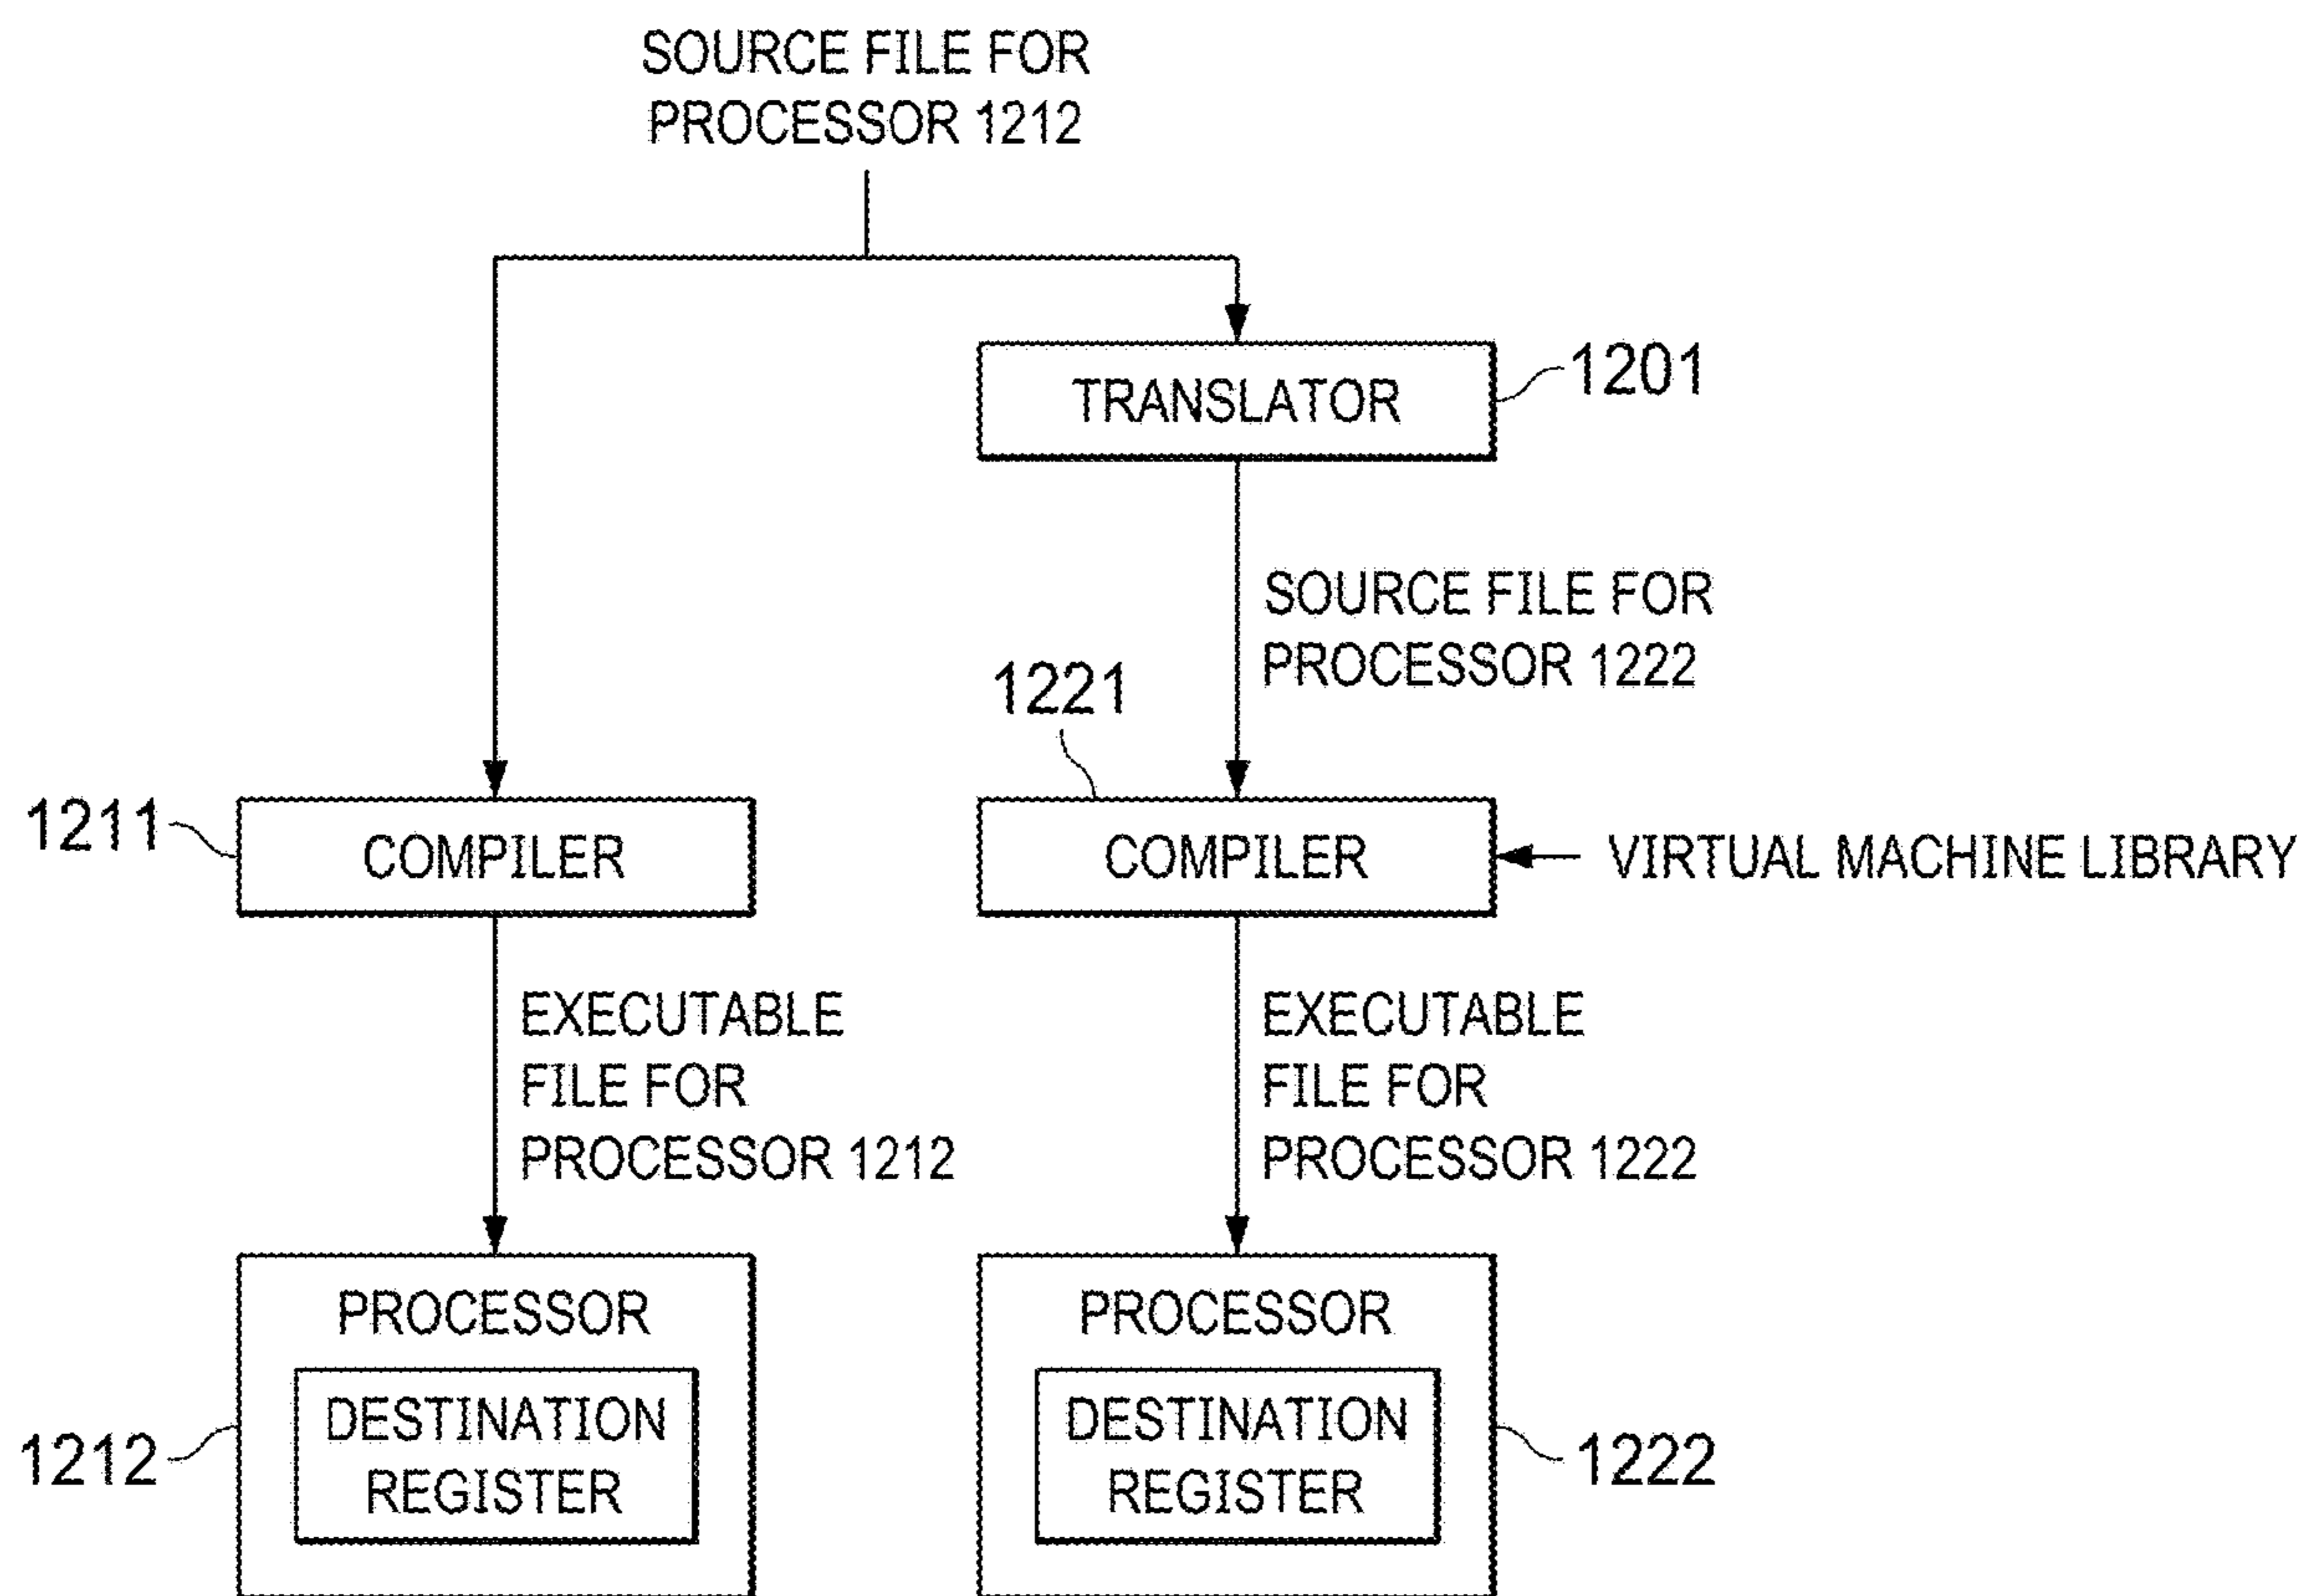 SOURCE FILE FOR
PROCESSOR 1212
TRANSLATOR
1201
SOURCE FILE FOR
PROCESSOR 1222
1221
1211
COMPILER
COMPILER
VIRTUAL MACHINE LIBRARY
EXECUTABLE
FILE FOR
PROCESSOR 1212
EXECUTABLE
FILE FOR
PROCESSOR 1222
PROCESSOR
DESTINATION
REGISTER
1212
PROCESSOR
DESTINATION
REGISTER
1222